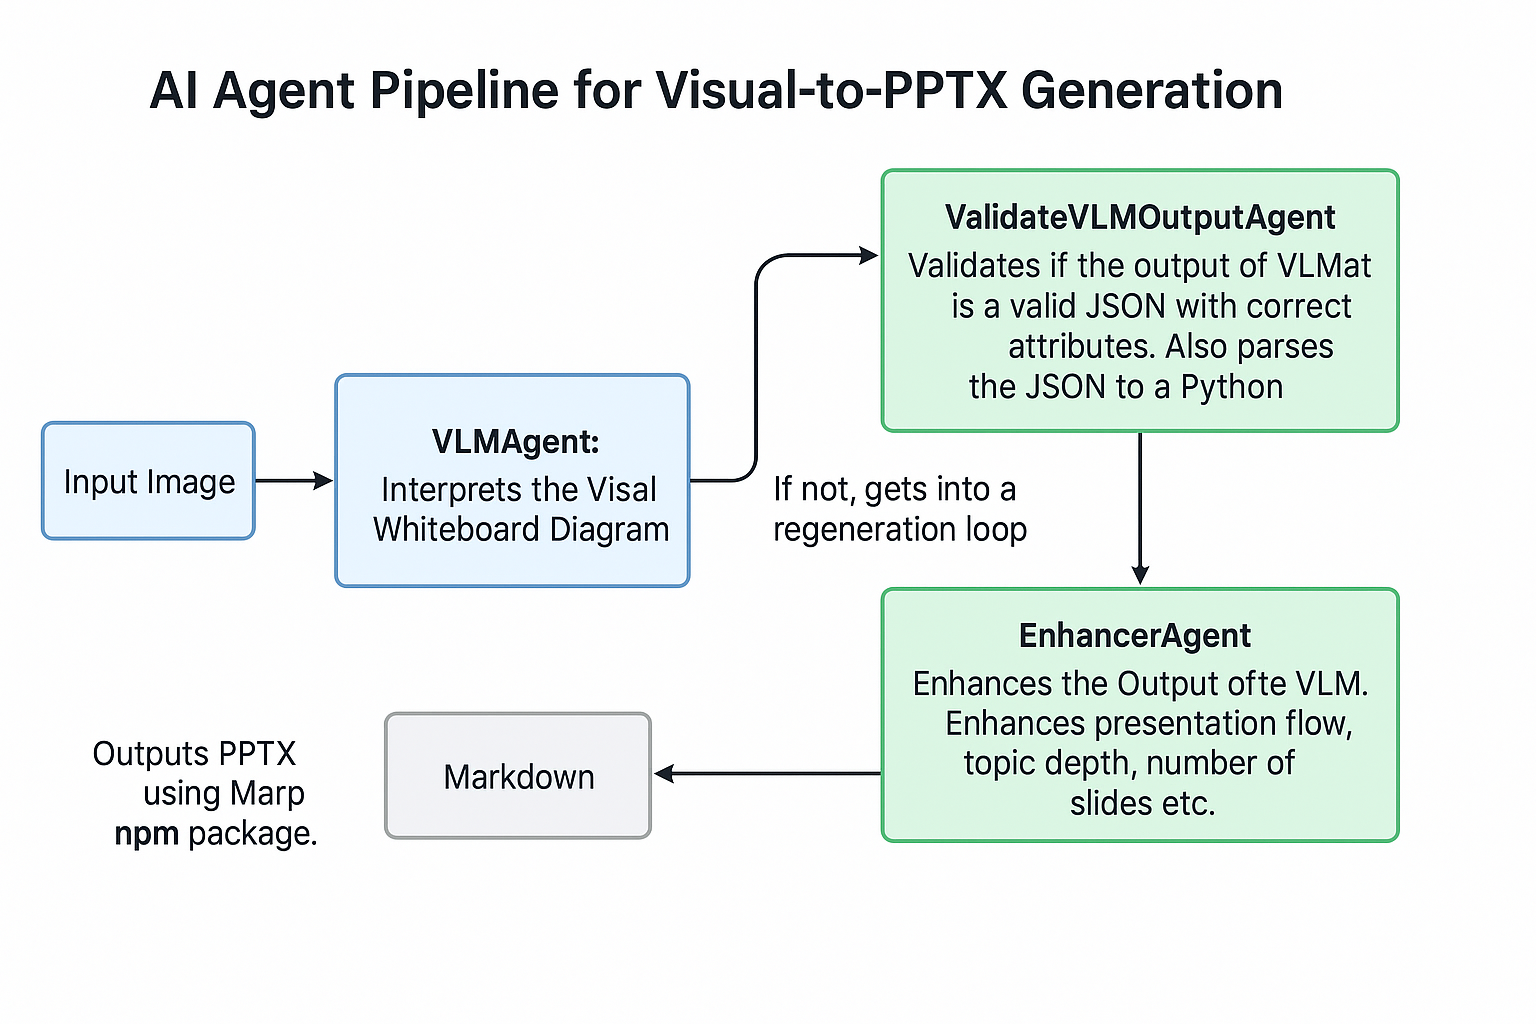 AI Agent Pipeline for Visual-to-PPTX Generation
Input Image
VLMAgent:
Interprets the Visal
Whiteboard Diagram
ValidateVLMOutputAgent
Validates if the output of VLMat
is a valid JSON with correct
attributes. Also parses
the JSON to a Python
If not, gets into a
regeneration loop
EnhancerAgent
Enhances the Output ofte VLM.
Enhances presentation flow,
topic depth, number of
slides etc.
Markdown
Outputs PPTX
using Marp
npm package.